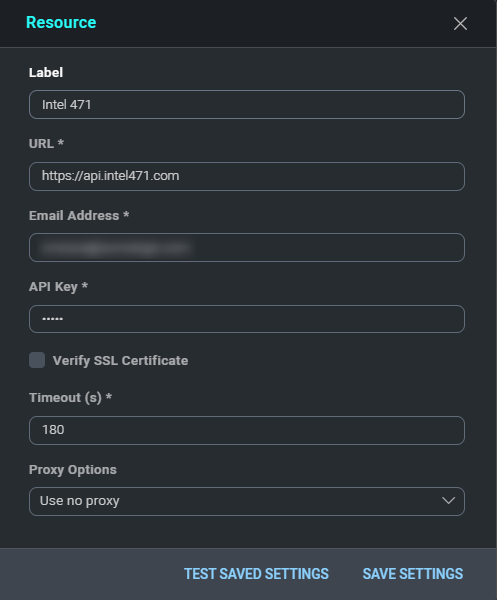 Resource
Label
Intel 471
URL *
https://api.intel471.com
Email Address *
API Key *
•••••
Verify SSL Certificate
Timeout (s) *
180
Proxy Options
Use no proxy
TEST SAVED SETTINGS SAVE SETTINGS